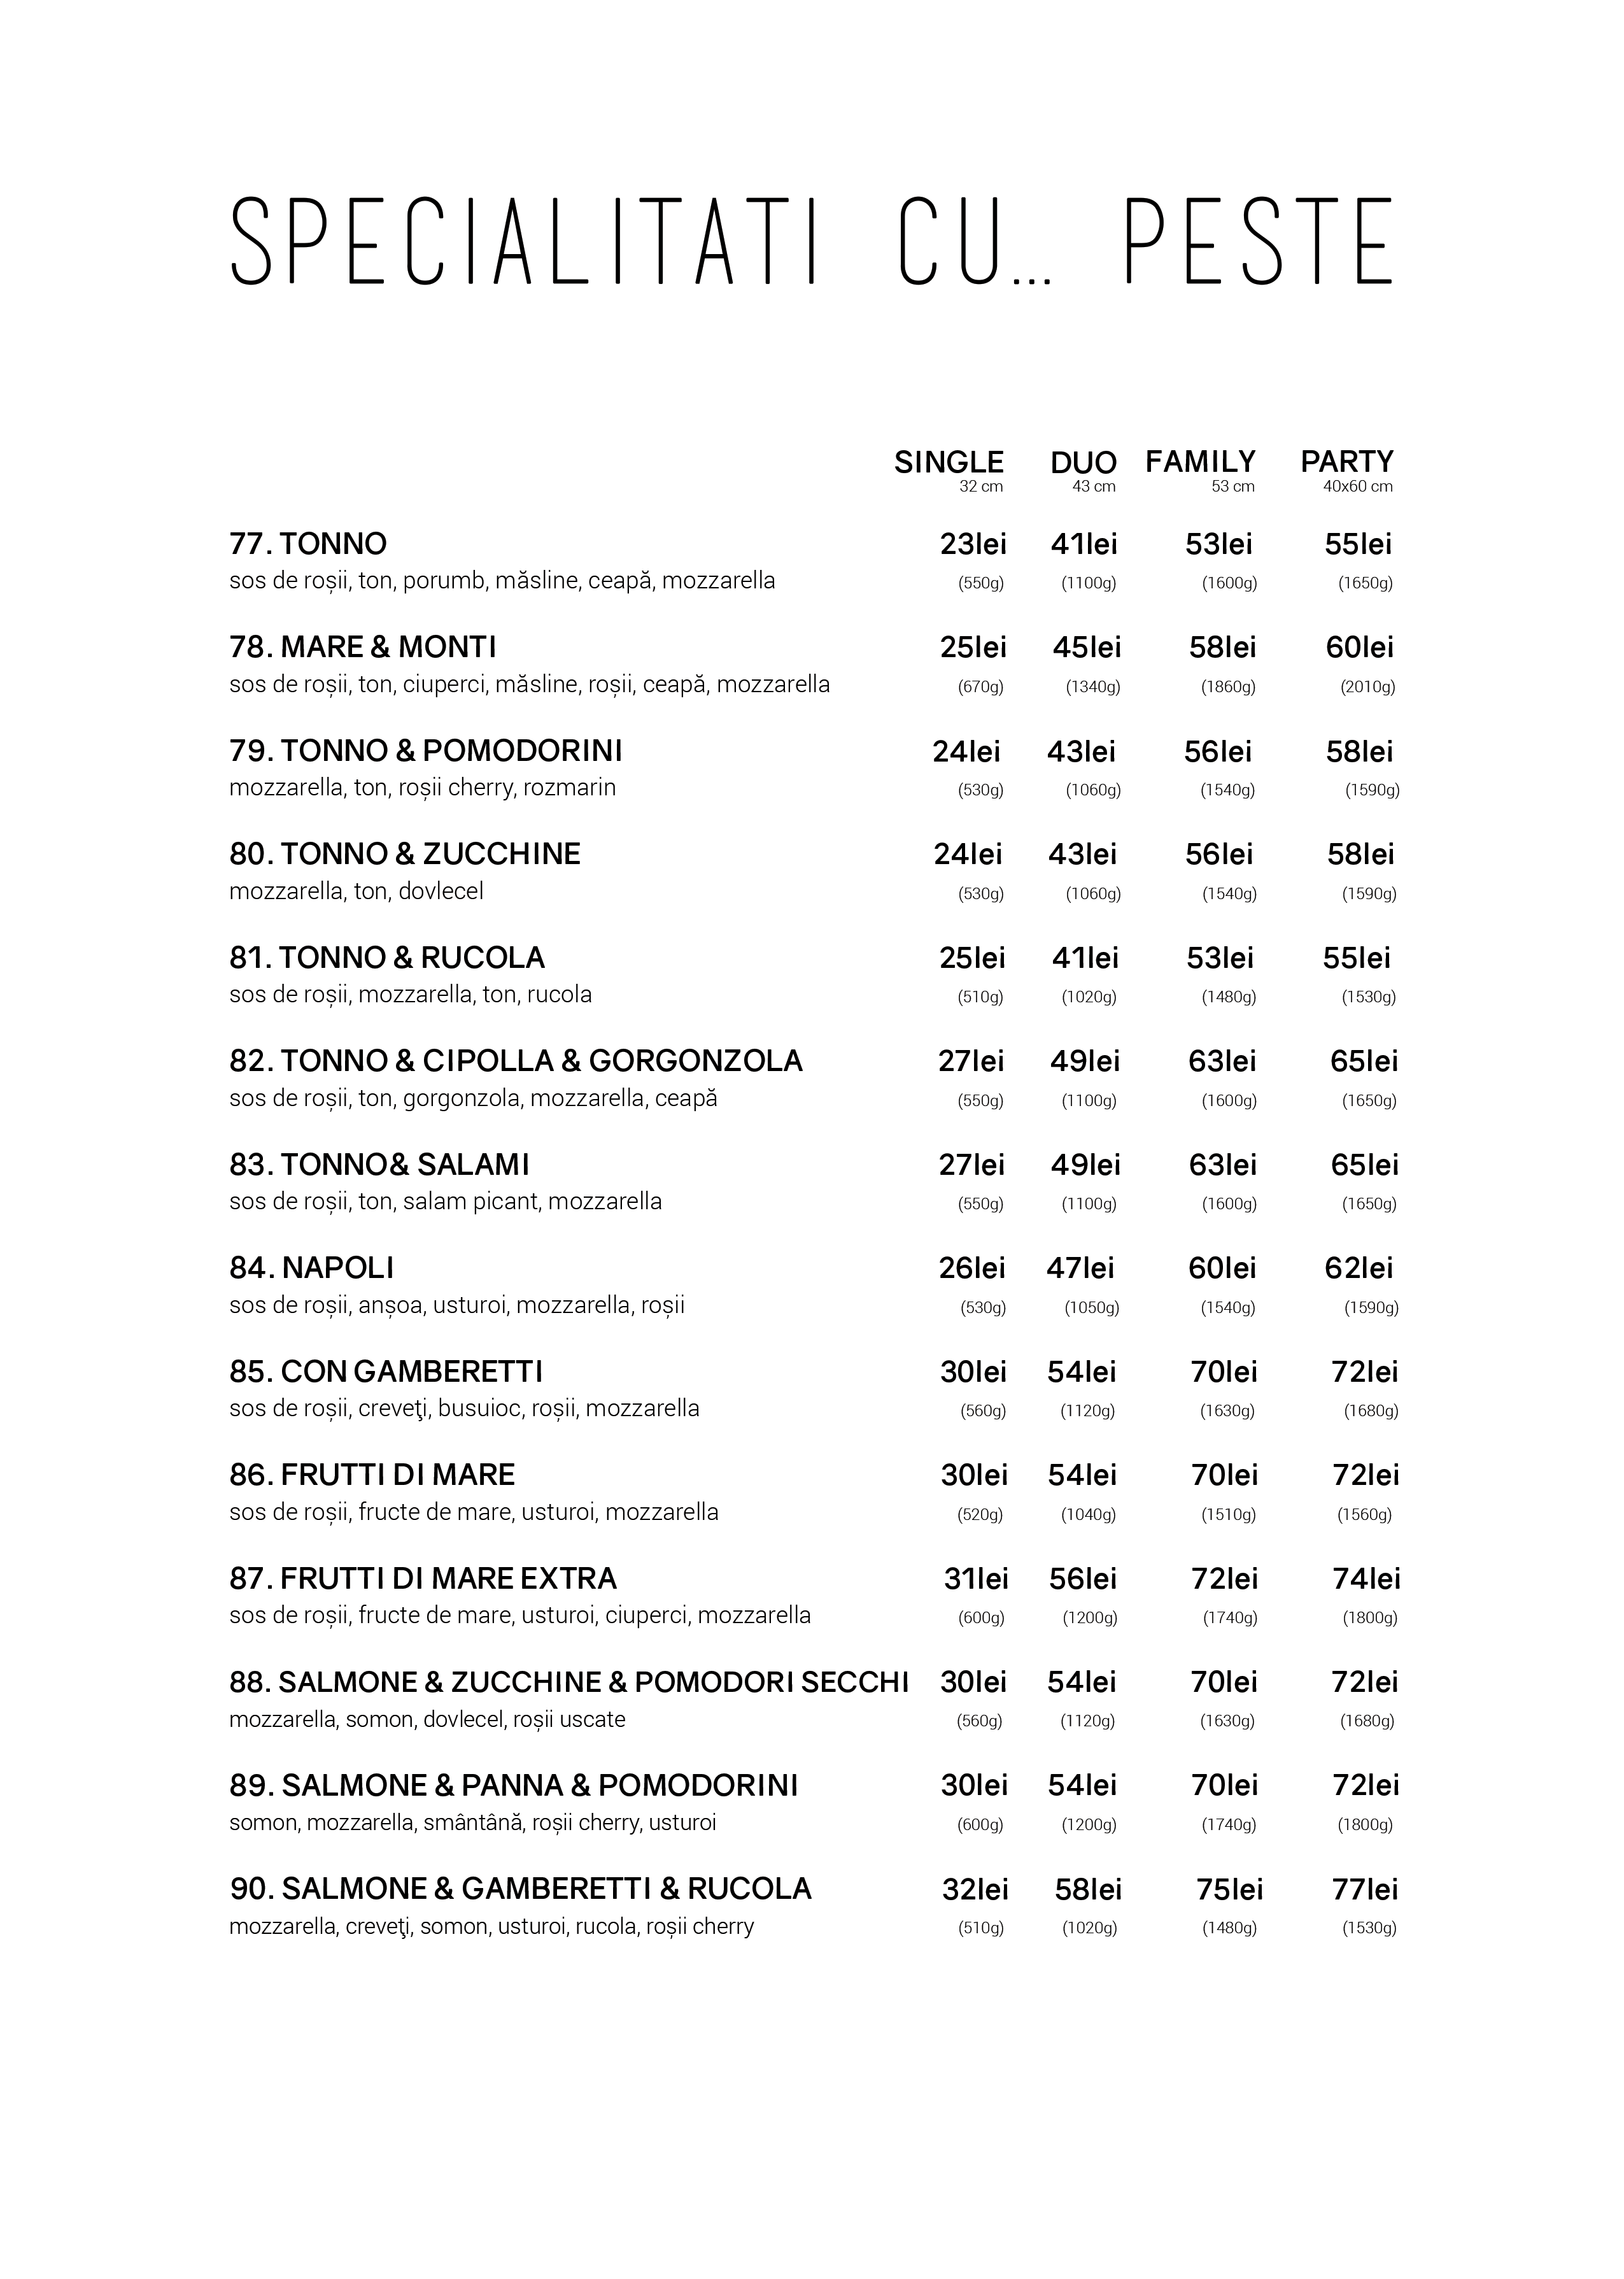 SPECIALITATI CU... PESTE
SINGLE DUO FAMILY PARTY
32 cm 43 cm 53 cm 40x60 cm
77. TONNO 23lei 41lei 53lei 55lei
sos de roșii, ton, porumb, măsline, ceapă, mozzarella (550g) (1100g) (1600g) (1650g)
78. MARE & MONTI 25lei 45lei 58lei 60lei
sos de roșii, ton, ciuperci, măsline, roșii, ceapă, mozzarella (670g) (1340g) (1860g) (2010g)
79. TONNO & POMODORINI 24lei 43lei 56lei 58lei
mozzarella, ton, roșii cherry, rozmarin (530g) (1060g) (1540g) (1590g)
80. TONNO & ZUCCHINE 24lei 43lei 56lei 58lei
mozzarella, ton, dovlecel (530g) (1060g) (1540g) (1590g)
81. TONNO & RUCOLA 25lei 41lei 53lei 55lei
sos de roșii, mozzarella, ton, rucola (510g) (1020g) (1480g) (1530g)
82. TONNO & CIPOLLA & GORGONZOLA 27lei 49lei 63lei 65lei
sos de roșii, ton, gorgonzola, mozzarella, ceapă (550g) (1100g) (1600g) (1650g)
83. TONNO& SALAMI 27lei 49lei 63lei 65lei
sos de roșii, ton, salam picant, mozzarella (550g) (1100g) (1600g) (1650g)
84. NAPOLI 26lei 47lei 60lei 62lei
sos de roșii, anșoa, usturoi, mozzarella, roșii (530g) (1050g) (1540g) (1590g)
85. CON GAMBERETTI 30lei 54lei 70lei 72lei
sos de roșii, creveţi, busuioc, roșii, mozzarella (560g) (1120g) (1630g) (1680g)
86. FRUTTI DI MARE 30lei 54lei 70lei 72lei
sos de roșii, fructe de mare, usturoi, mozzarella (520g) (1040g) (1510g) (1560g)
87. FRUTTI DI MARE EXTRA 31lei 56lei 72lei 74lei
sos de roșii, fructe de mare, usturoi, ciuperci, mozzarella (600g) (1200g) (1740g) (1800g)
88. SALMONE & ZUCCHINE & POMODORI SECCHI 30lei 54lei 70lei 72lei
mozzarella, somon, dovlecel, roșii uscate (560g) (1120g) (1630g) (1680g)
89. SALMONE & PANNA & POMODORINI 30lei 54lei 70lei 72lei
somon, mozzarella, smântână, roșii cherry, usturoi (600g) (1200g) (1740g) (1800g)
90. SALMONE & GAMBERETTI & RUCOLA 32lei 58lei 75lei 77lei
mozzarella, creveţi, somon, usturoi, rucola, roșii cherry (510g) (1020g) (1480g) (1530g)